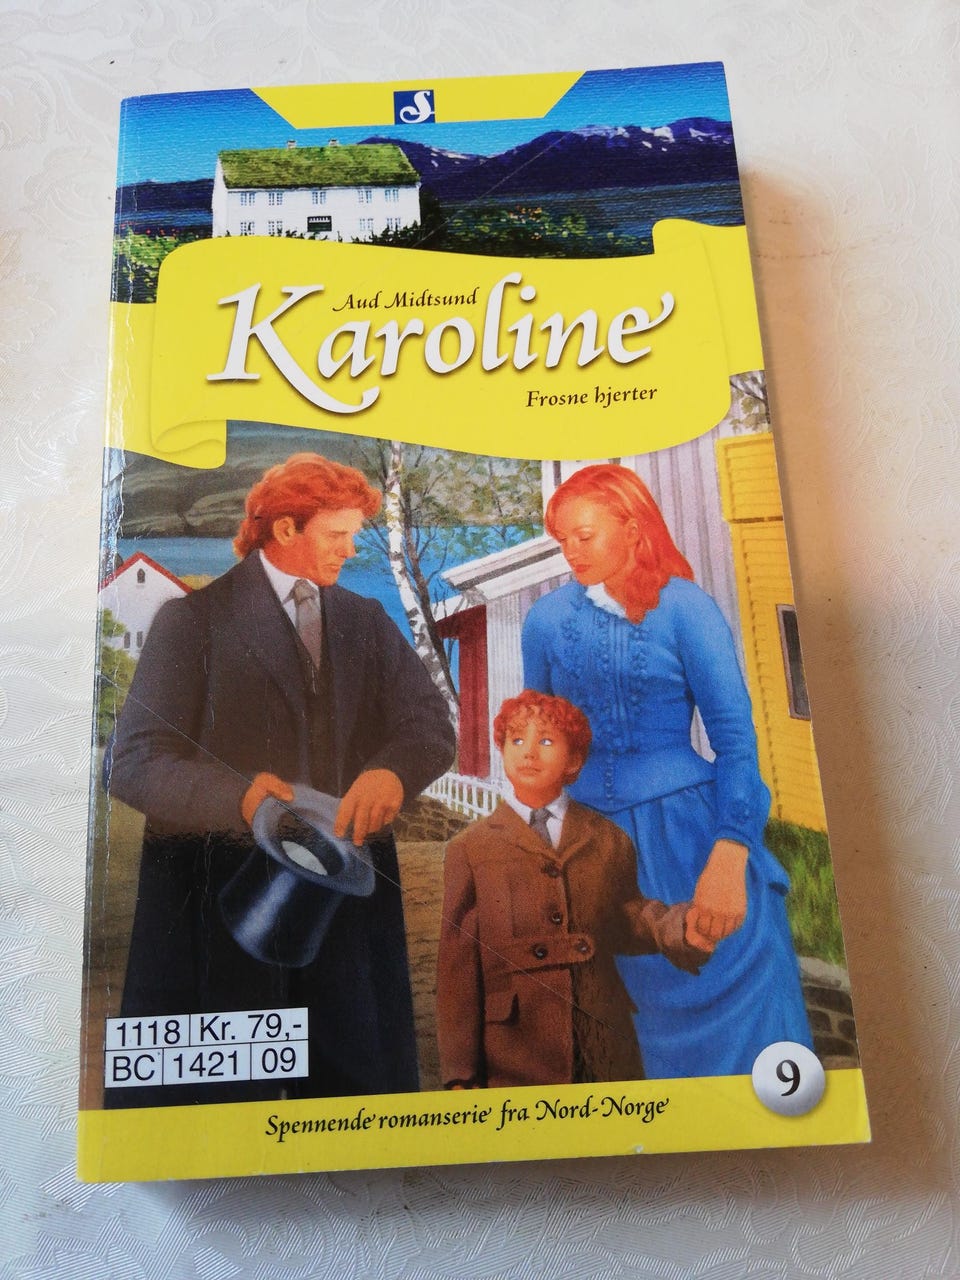 S
Aud Midtsund
Karoline
Frosne hjerter
1118 Kr. 79,-
BC 1421 09
9
Spennende romanserie fra Nord-Norge